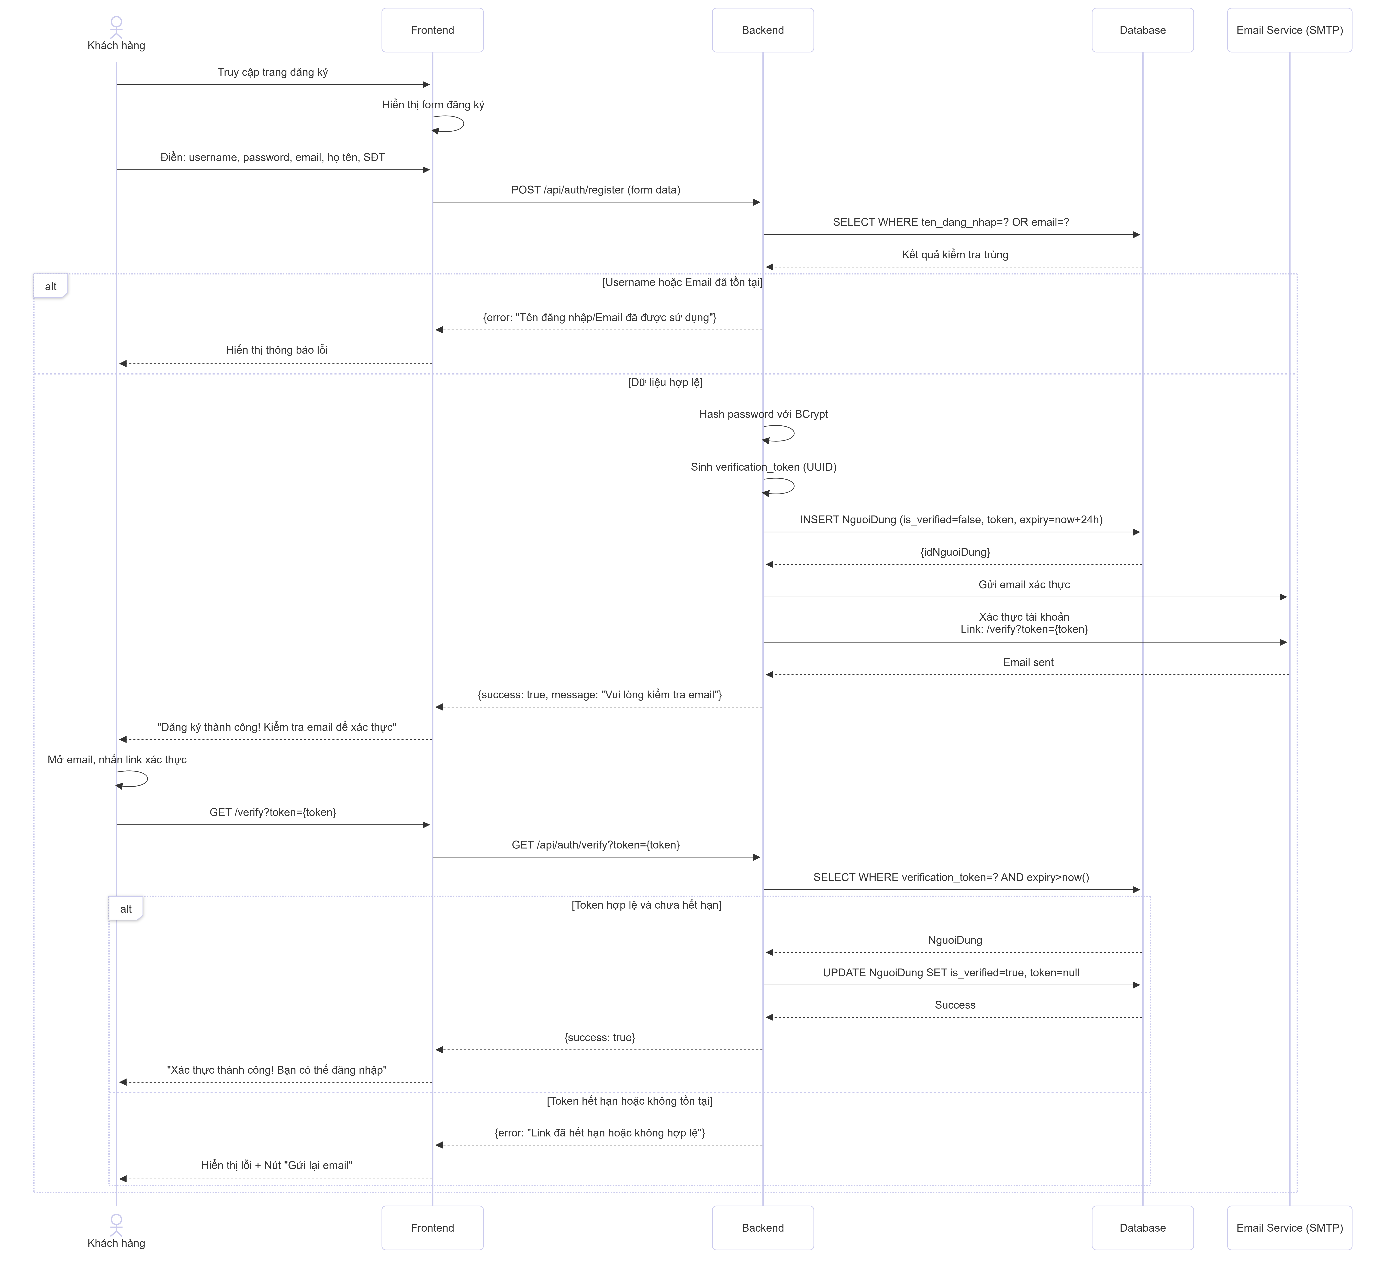 Khách hàng
Frontend
Backend
Database
Email Service (SMTP)
Truy cập trang đăng ký
Hiển thị form đăng ký
Điền: username, password, email, họ tên, SĐT
POST /api/auth/register (form data)
SELECT WHERE ten_dang_nhap=? OR email=?
Kết quả kiểm tra trùng
alt
[Username hoặc Email đã tồn tại]
{error: "Tên đăng nhập/Email đã được sử dụng"}
Hiển thị thông báo lỗi
[Dữ liệu hợp lệ]
Hash password với BCrypt
Sinh verification_token (UUID)
INSERT NguoiDung (is_verified=false, token, expiry=now+24h)
{idNguoiDung}
Gửi email xác thực
Xác thực tài khoản
Link: /verify?token={token}
Email sent
{success: true, message: "Vui lòng kiểm tra email"}
"Đăng ký thành công! Kiểm tra email để xác thực"
Mở email, nhấn link xác thực
GET /verify?token={token}
GET /api/auth/verify?token={token}
SELECT WHERE verification_token=? AND expiry>now()
alt
[Token hợp lệ và chưa hết hạn]
NguoiDung
UPDATE NguoiDung SET is_verified=true, token=null
Success
{success: true}
"Xác thực thành công! Bạn có thể đăng nhập"
[Token hết hạn hoặc không tồn tại]
{error: "Link đã hết hạn hoặc không hợp lệ"}
Hiển thị lỗi + Nút "Gửi lại email"
Khách hàng
Frontend
Backend
Database
Email Service (SMTP)